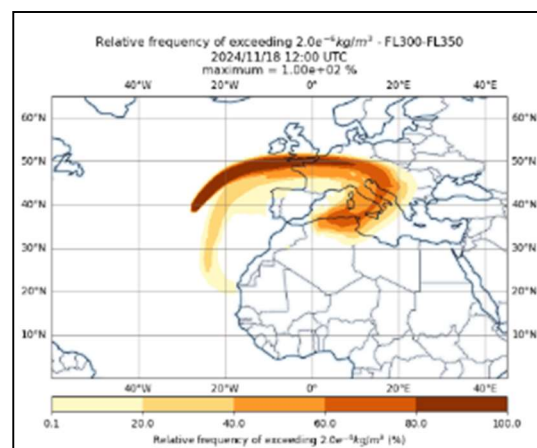 Relative frequency of exceeding 2.0e⁻⁶kg/m³ - FL300-FL350
2024/11/18 12:00 UTC
maximum = 1.00e+02 %
40°W 20°W 0° 20°E 40°E
60°N 60°N
50°N 50°N
40°N 40°N
30°N 30°N
20°N 20°N
10°N 10°N
40°W 20°W 0° 20°E 40°E
0.1 20.0 40.0 60.0 80.0 100.0
Relative frequency of exceeding 2.0e⁻⁶kg/m³ (%)